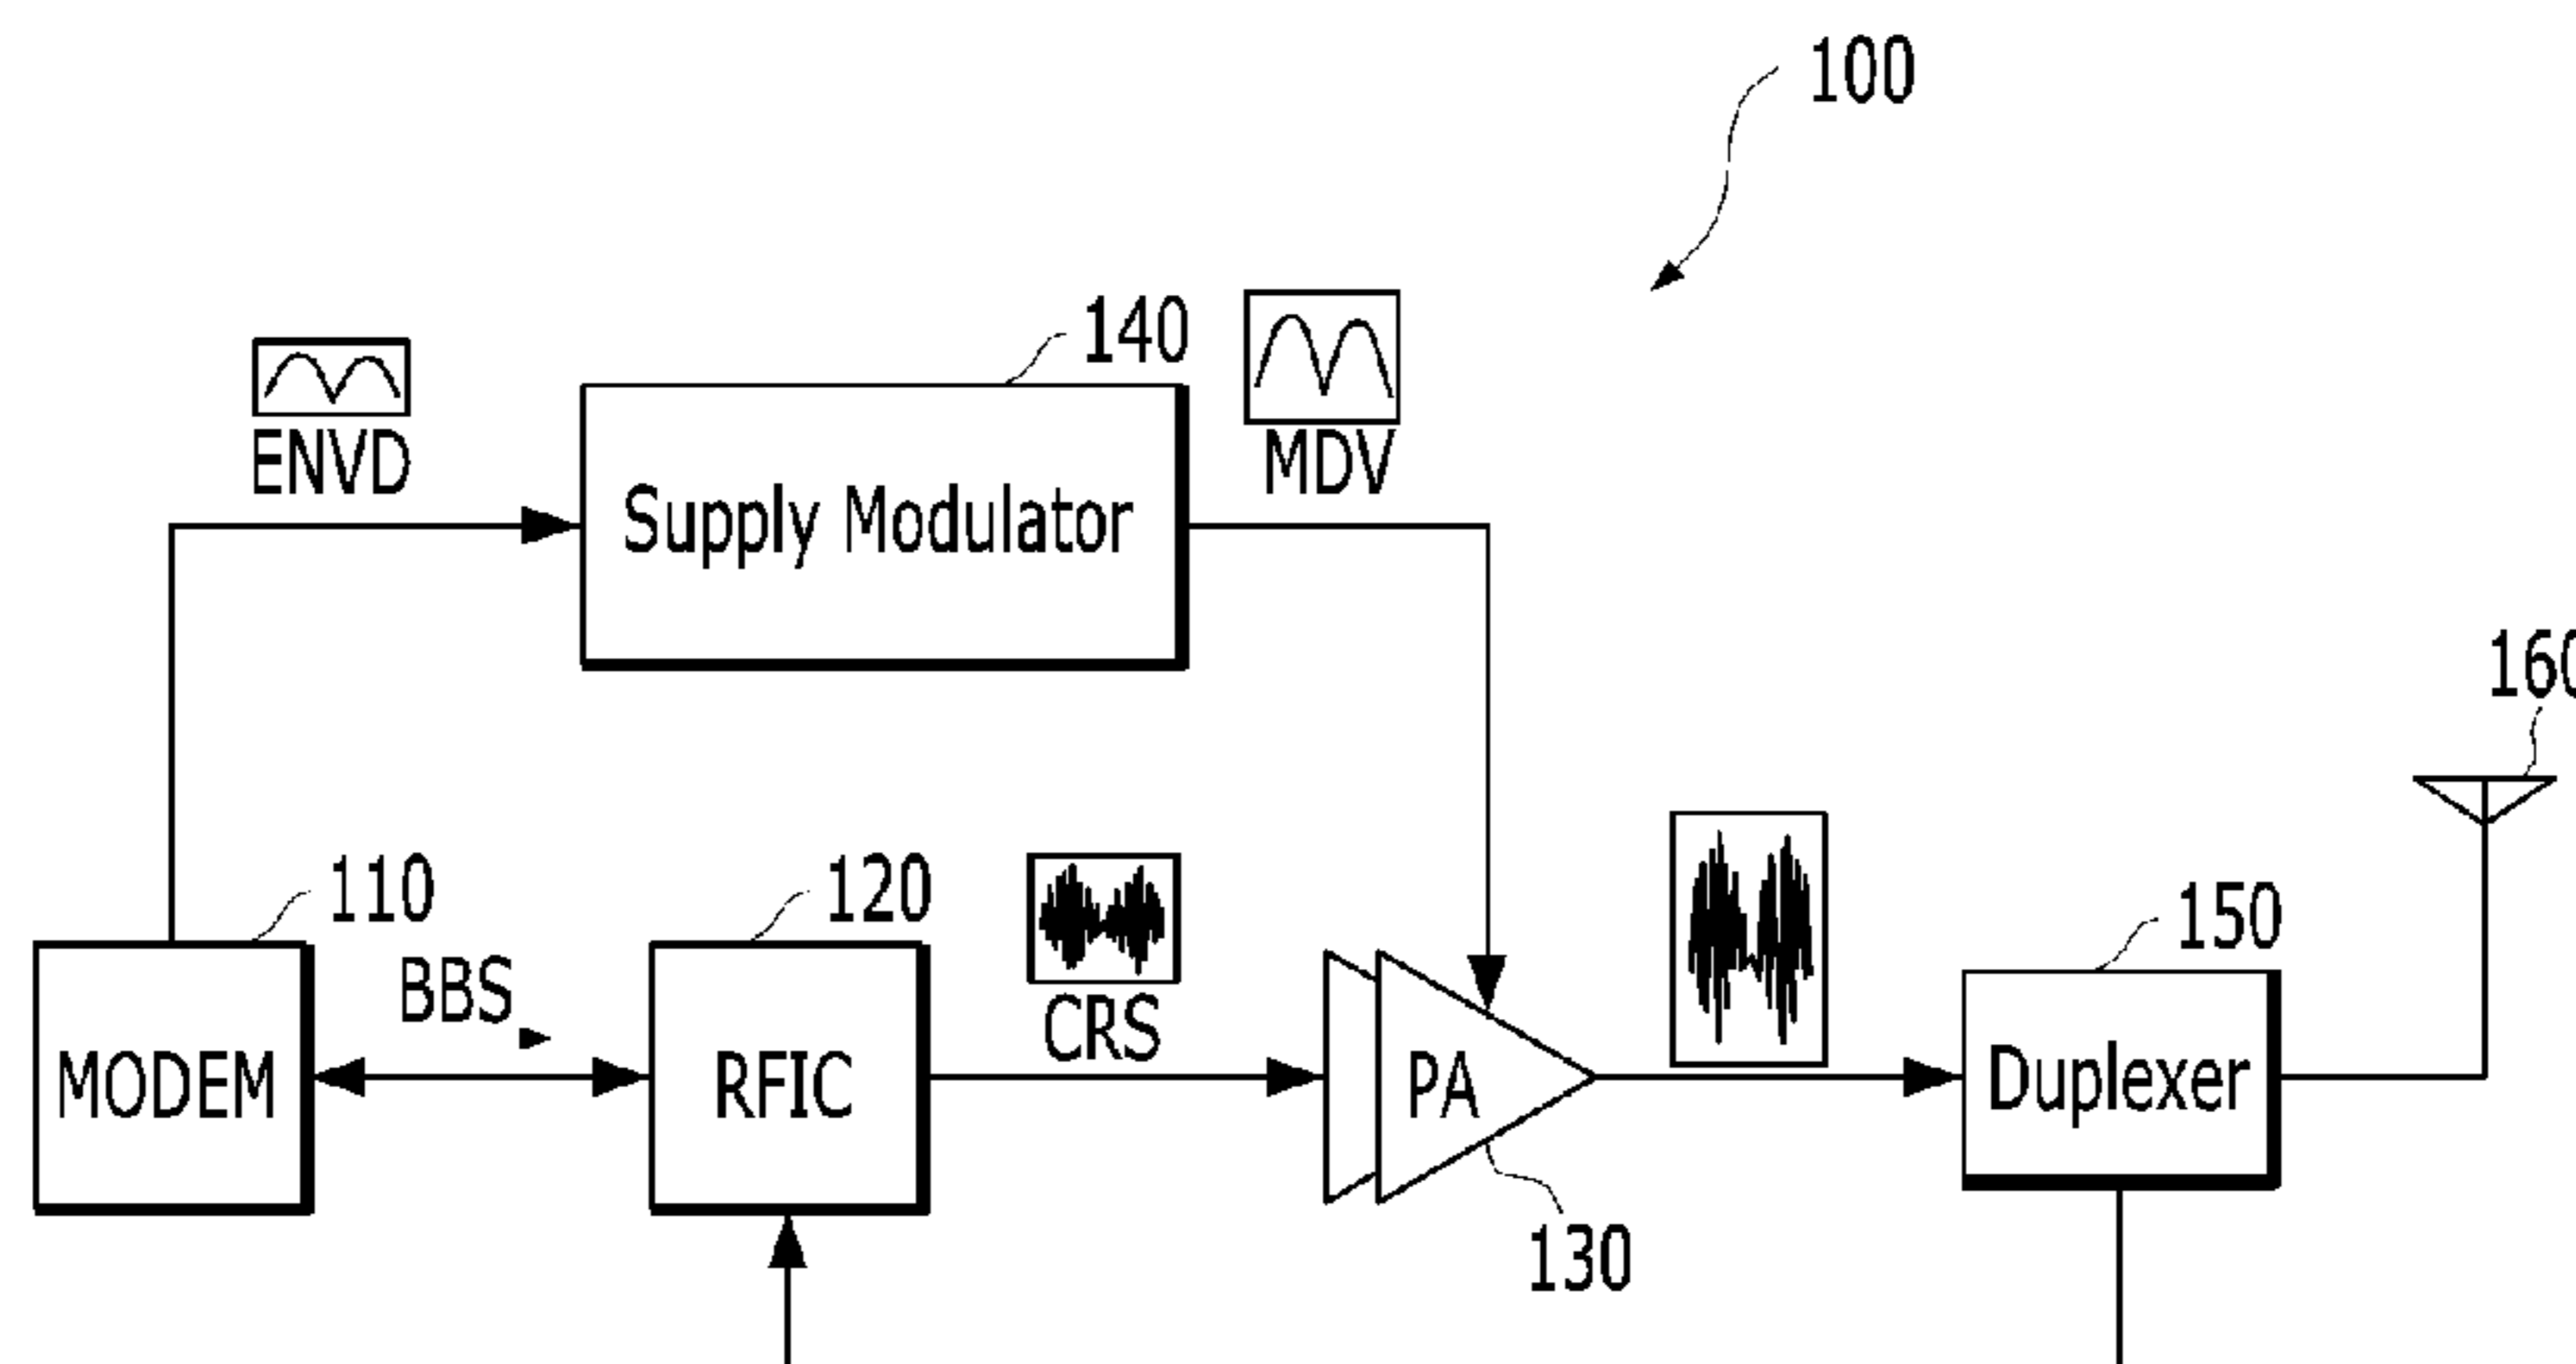 100
140
ENVD
MDV
Supply Modulator
160
110
120
150
BBS
CRS
MODEM
RFIC
PA
Duplexer
130